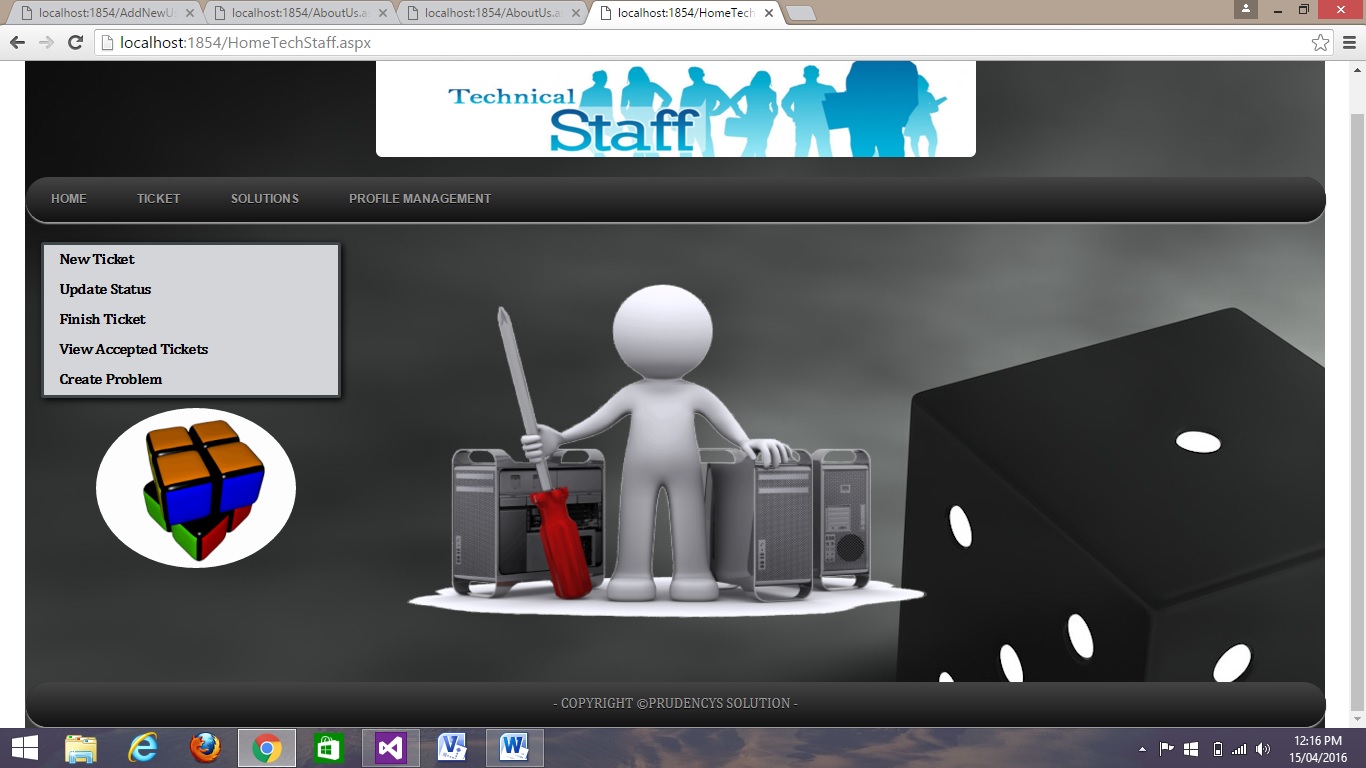 localhost:1854/AddNewU
localhost:1854/AboutUs.a
localhost:1854/AboutUs.a
localhost:1854/HomeTech
localhost:1854/HomeTechStaff.aspx
Technical
Staff
HOME TICKET SOLUTIONS PROFILE MANAGEMENT
New Ticket
Update Status
Finish Ticket
View Accepted Tickets
Create Problem
- COPYRIGHT ©PRUDENCYS SOLUTION -
12:16 PM
15/04/2016